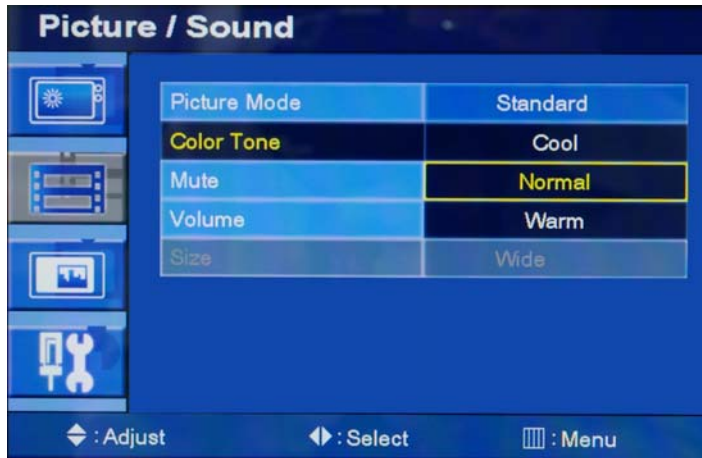 Picture / Sound
Picture Mode Standard
Color Tone Cool
Mute Normal
Volume Warm
Size Wide
: Adjust : Select : Menu